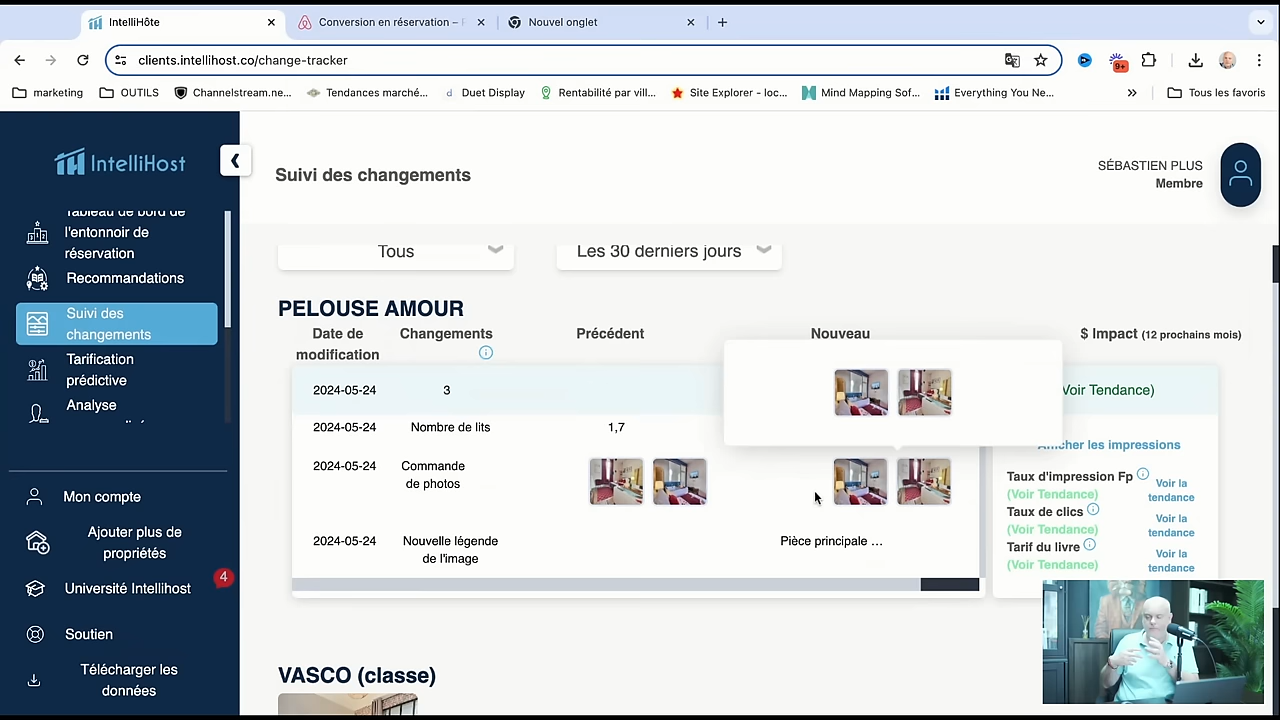 IntelliHôte
Conversion en réservation –
Nouvel onglet
clients.intellihost.co/change-tracker
9+
marketing
OUTILS
Channelstream.ne...
Tendances marché...
Duet Display
Rentabilité par vill...
Site Explorer - loc...
Mind Mapping Sof...
Everything You Ne...
Tous les favoris
INTELLIHOST
Suivi des changements
SÉBASTIEN PLUS
Membre
Tableau de bord de
l'entonnoir de
réservation
Recommandations
Suivi des
changements
Tarification
prédictive
Analyse
Mon compte
Ajouter plus de
propriétés
Université Intellihost
4
Soutien
Télécharger les
données
Tous
Les 30 derniers jours
PELOUSE AMOUR
Date de
modification
Changements
Précédent
Nouveau
$ Impact (12 prochains mois)
2024-05-24
3
Voir Tendance)
2024-05-24
Nombre de lits
1,7
Afficher les impressions
2024-05-24
Commande
de photos
Taux d'impression Fp
(Voir Tendance)
Voir la
tendance
Taux de clics
(Voir Tendance)
Voir la
tendance
Tarif du livre
(Voir Tendance)
Voir la
tendance
2024-05-24
Nouvelle légende
de l'image
Pièce principale ...
VASCO (classe)